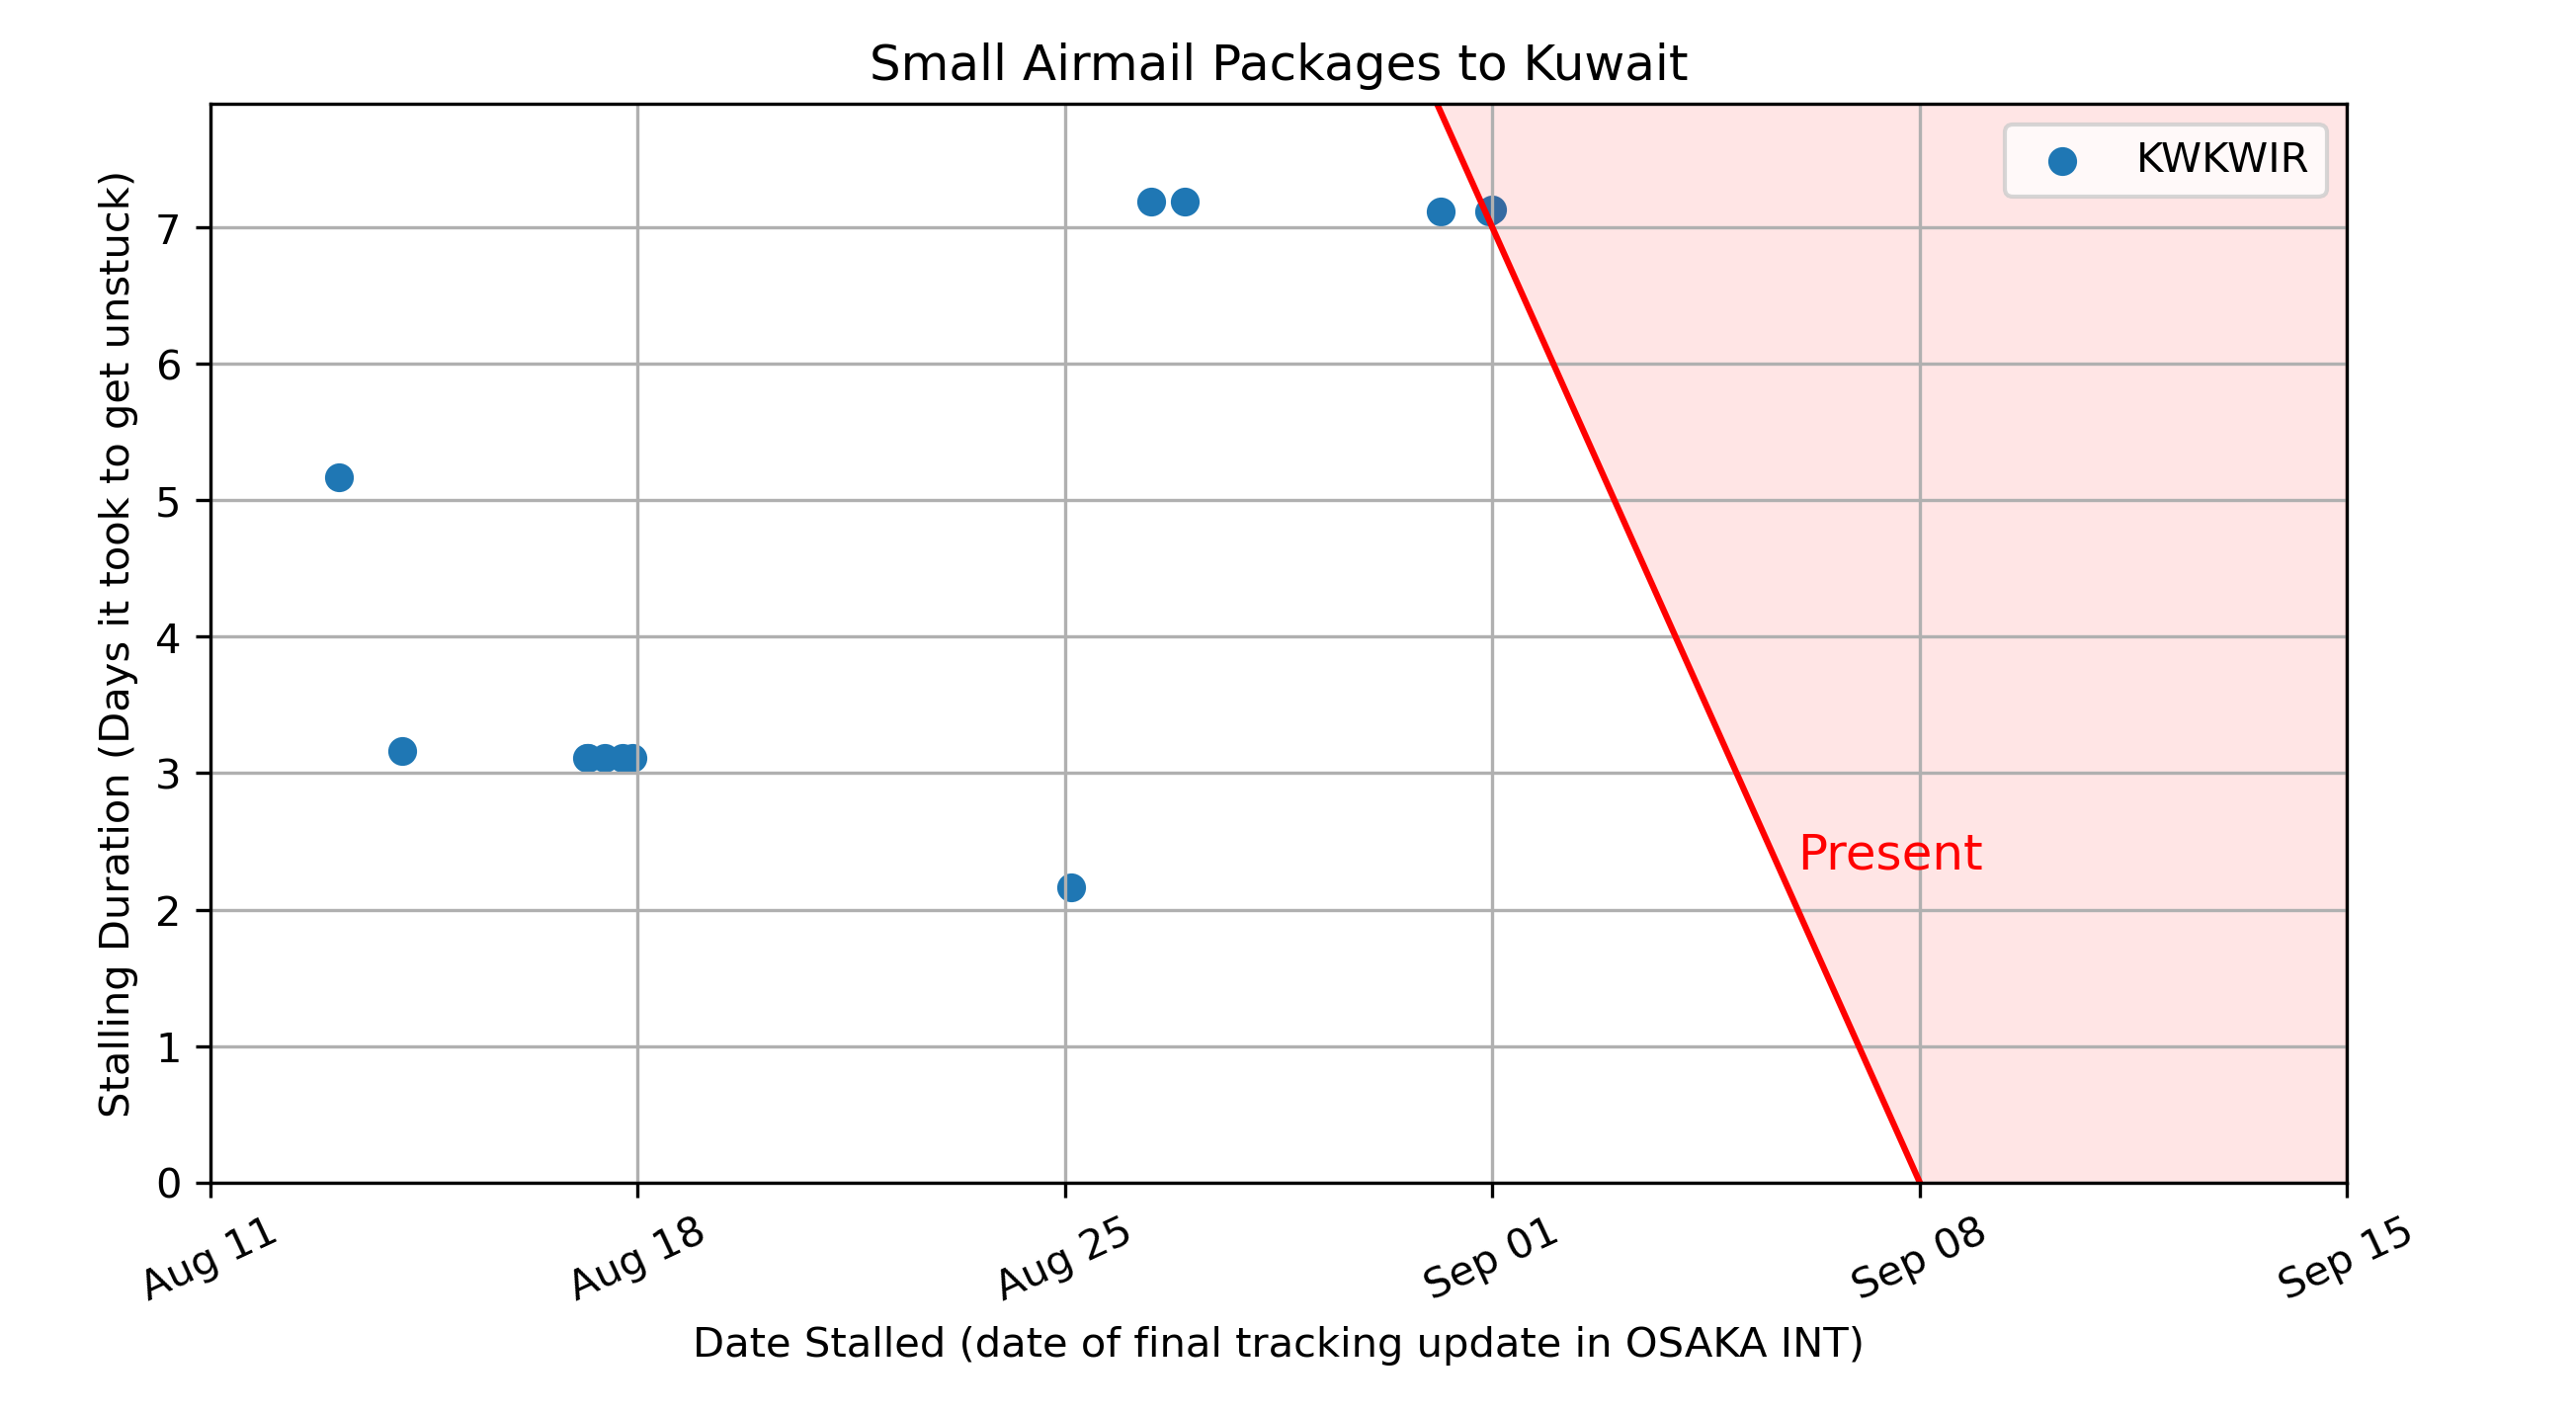 Small Airmail Packages to Kuwait
KWKWIR
Stalling Duration (Days it took to get unstuck)
7
6
5
4
3
2
1
0
Present
Aug 11
Aug 18
Aug 25
Sep 01
Sep 08
Sep 15
Date Stalled (date of final tracking update in OSAKA INT)